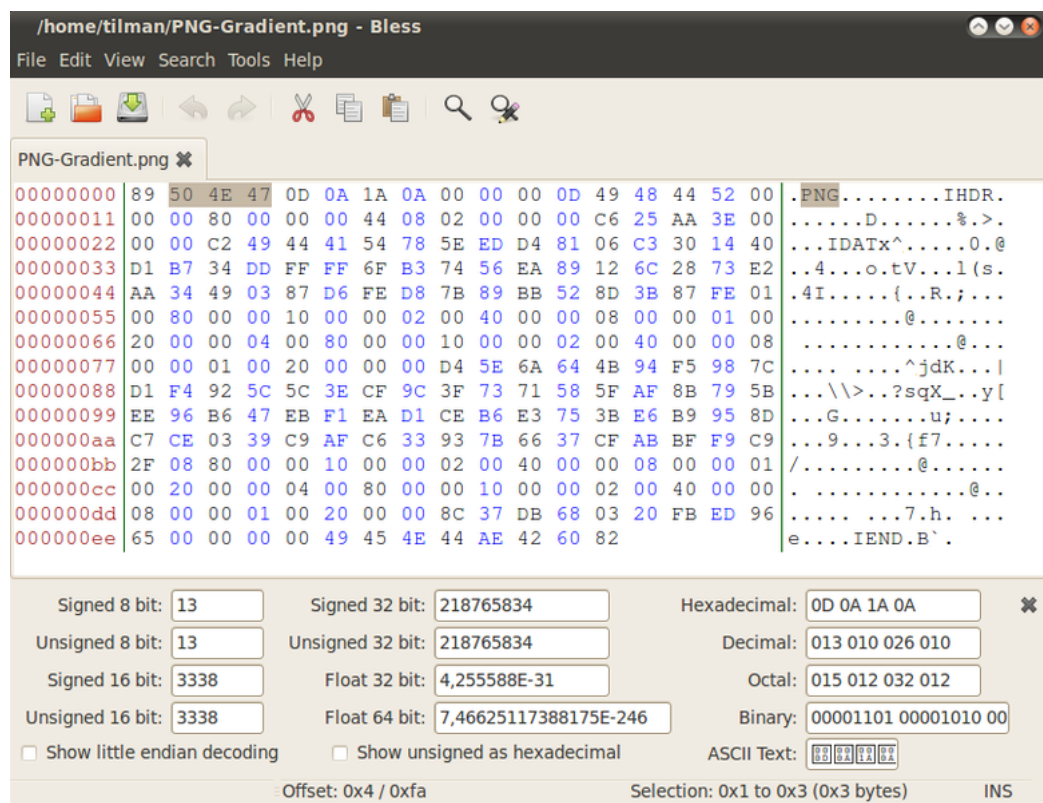 /home/tilman/PNG-Gradient.png - Bless
File Edit View Search Tools Help
PNG-Gradient.png
00000000 89 50 4E 47 0D 0A 1A 0A 00 00 00 0D 49 48 44 52 00 .PNG........IHDR.
00000011 00 00 80 00 00 00 44 08 02 00 00 00 C6 25 AA 3E 00 ......D......%.>.
00000022 00 00 C2 49 44 41 54 78 5E ED D4 81 06 C3 30 14 40 ...IDATx^.....0.@
00000033 D1 B7 34 DD FF FF 6F B3 74 56 EA 89 12 6C 28 73 E2 ..4...o.tV...l(s.
00000044 AA 34 49 03 87 D6 FE D8 7B 89 BB 52 8D 3B 87 FE 01 .4I.....{..R.;...
00000055 00 80 00 00 10 00 00 02 00 40 00 00 08 00 00 01 00 .........@.......
00000066 20 00 00 04 00 80 00 00 10 00 00 02 00 40 00 00 08 ............@...
00000077 00 00 01 00 20 00 00 00 D4 5E 6A 64 4B 94 F5 98 7C .... ....^jdK...|
00000088 D1 F4 92 5C 5C 3E CF 9C 3F 73 71 58 5F AF 8B 79 5B ...\\>..?sqX_..y[
00000099 EE 96 B6 47 EB F1 EA D1 CE B6 E3 75 3B E6 B9 95 8D ...G.......u;....
000000aa C7 CE 03 39 C9 AF C6 33 93 7B 66 37 CF AB BF F9 C9 ...9...3.{f7.....
000000bb 2F 08 80 00 00 10 00 00 02 00 40 00 00 08 00 00 01 /.........@......
000000cc 00 20 00 00 04 00 80 00 00 10 00 00 02 00 40 00 00 . ............@..
000000dd 08 00 00 01 00 20 00 00 8C 37 DB 68 03 20 FB ED 96 ..... ...7.h. ...
000000ee 65 00 00 00 00 49 45 4E 44 AE 42 60 82 e....IEND.B`.
Signed 8 bit: 13 Signed 32 bit: 218765834 Hexadecimal: 0D 0A 1A 0A
Unsigned 8 bit: 13 Unsigned 32 bit: 218765834 Decimal: 013 010 026 010
Signed 16 bit: 3338 Float 32 bit: 4,255588E-31 Octal: 015 012 032 012
Unsigned 16 bit: 3338 Float 64 bit: 7,46625117388175E-246 Binary: 00001101 00001010 00
Show little endian decoding Show unsigned as hexadecimal ASCII Text:
Offset: 0x4 / 0xfa Selection: 0x1 to 0x3 (0x3 bytes) INS